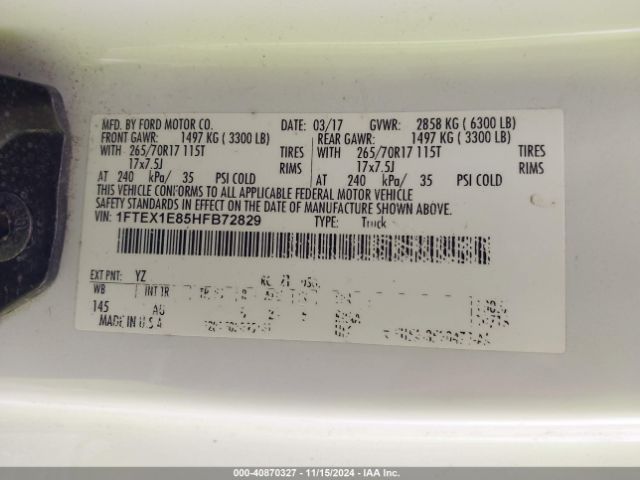 MFD. BY FORD MOTOR CO. DATE: 03/17 GVWR: 2858 KG ( 6300 LB)
FRONT GAWR: 1497 KG ( 3300 LB) REAR GAWR: 1497 KG ( 3300 LB)
WITH 265/70R17 115T TIRES WITH 265/70R17 115T TIRES
17x7.5J RIMS 17x7.5J RIMS
AT 240 kPa/ 35 PSI COLD AT 240 kPa/ 35 PSI COLD
THIS VEHICLE CONFORMS TO ALL APPLICABLE FEDERAL MOTOR VEHICLE
SAFETY STANDARDS IN EFFECT ON THE DATE OF MANUFACTURE SHOWN ABOVE.
VIN: 1FTEX1E85HFB72829 TYPE: Truck
EXT PNT: YZ
WB INT TR
145 AG
MADE IN U.S.A
000-40870327 - 11/15/2024 - IAA Inc.